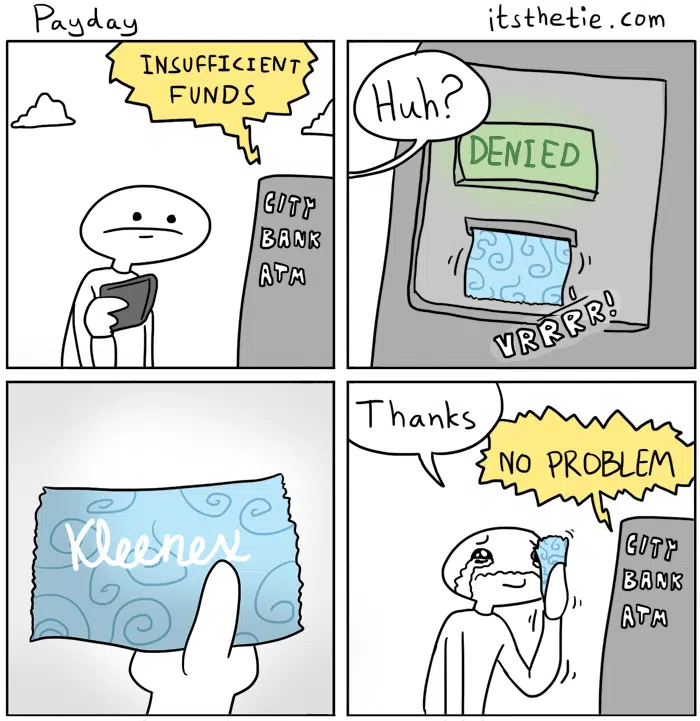 Payday
itsthetie.com
INSUFFICIENT
FUNDS
CITY
BANK
ATM
Huh?
DENIED
VRRRR!
Kleenex
Thanks
NO PROBLEM
CITY
BANK
ATM